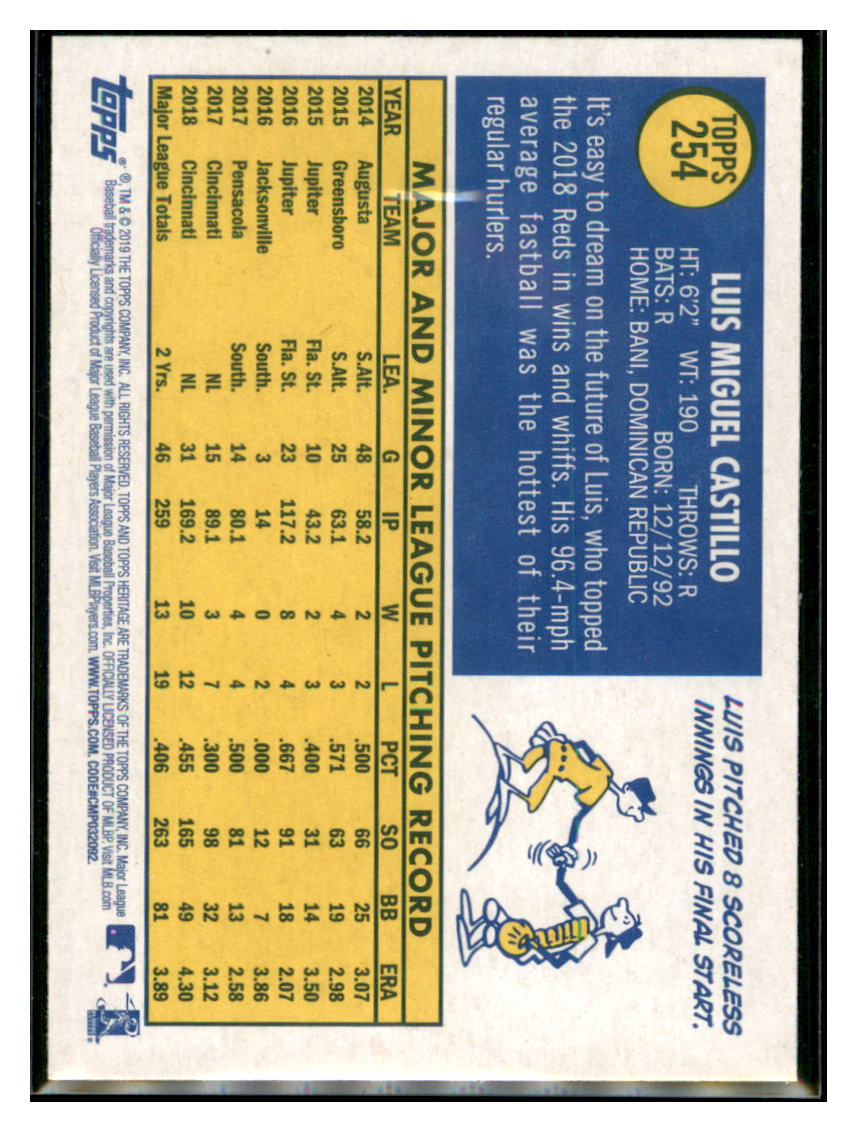 TOPPS
254
LUIS MIGUEL CASTILLO
HT: 6'2" WT: 190 THROWS: R
BATS: R BORN: 12/12/92
HOME: BANI, DOMINICAN REPUBLIC
It's easy to dream on the future of Luis, who topped
the 2018 Reds in wins and whiffs. His 96.4-mph
average fastball was the hottest of their
regular hurlers.
LUIS PITCHED 8 SCORELESS
INNINGS IN HIS FINAL START.
MAJOR AND MINOR LEAGUE PITCHING RECORD
YEAR TEAM LEA. G IP W L PCT SO BB ERA
2014 Augusta S.Alt. 48 58.2 2 2 .500 66 25 3.07
2015 Greensboro S.Alt. 25 63.1 4 3 .571 63 19 2.98
2015 Jupiter Fla. St. 10 43.2 2 3 .400 31 14 3.50
2016 Jupiter Fla. St. 23 117.2 8 4 .667 91 18 2.07
2016 Jacksonville South. 3 14 0 2 .000 12 7 3.86
2017 Pensacola South. 14 80.1 4 4 .500 81 13 2.58
2017 Cincinnati NL 15 89.1 3 7 .300 98 32 3.12
2018 Cincinnati NL 31 169.2 10 12 .455 165 49 4.30
Major League Totals 2 Yrs. 46 259 13 19 .406 263 81 3.89
topps
®, TM & © 2019 THE TOPPS COMPANY, INC. ALL RIGHTS RESERVED. TOPPS AND TOPPS HERITAGE ARE TRADEMARKS OF THE TOPPS COMPANY, INC. Major League
Baseball trademarks and copyrights are used with permission of Major League Baseball Properties, Inc. OFFICIALLY LICENSED PRODUCT OF MLBP. Visit MLB.com
Officially Licensed Product of Major League Baseball Players Association. Visit MLBPlayers.com. WWW.TOPPS.COM. CODE#CMP032092.